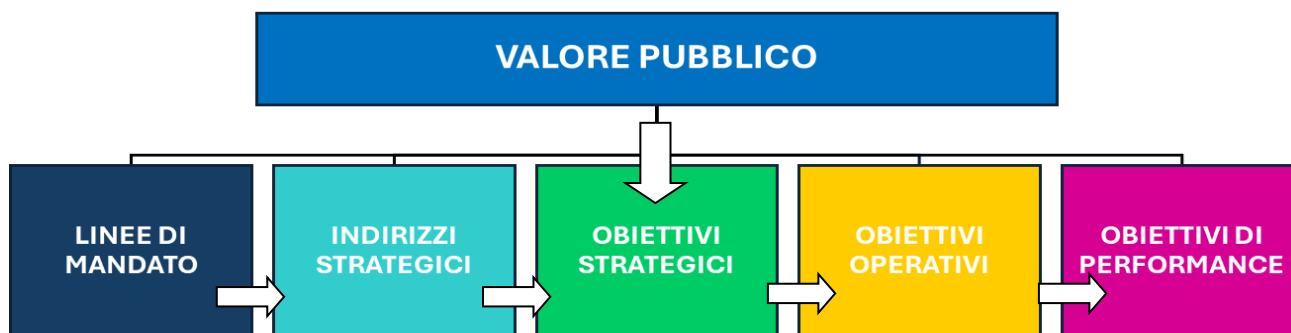 VALORE PUBBLICO
LINEE DI
MANDATO
INDIRIZZI
STRATEGICI
OBIETTIVI
STRATEGICI
OBIETTIVI
OPERATIVI
OBIETTIVI DI
PERFORMANCE